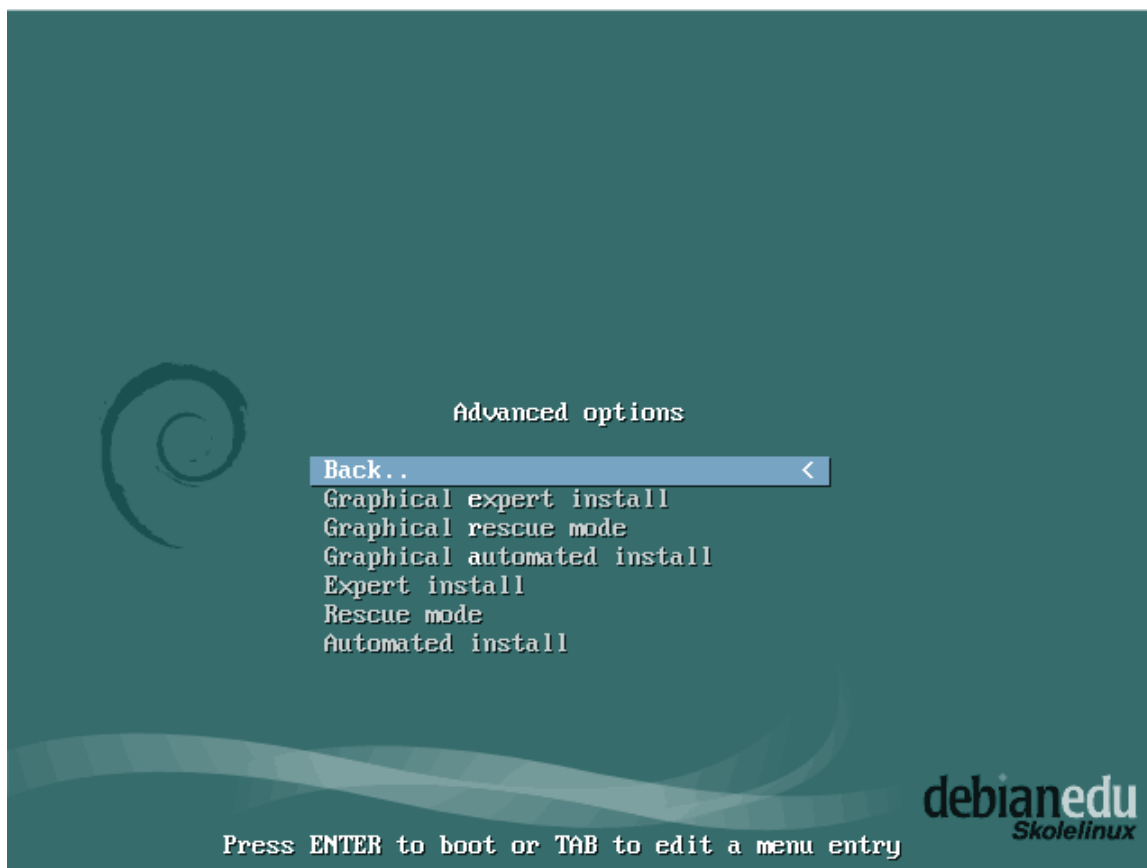 Advanced options
Back.. <
Graphical expert install
Graphical rescue mode
Graphical automated install
Expert install
Rescue mode
Automated install
debianedu
Skolelinux
Press ENTER to boot or TAB to edit a menu entry